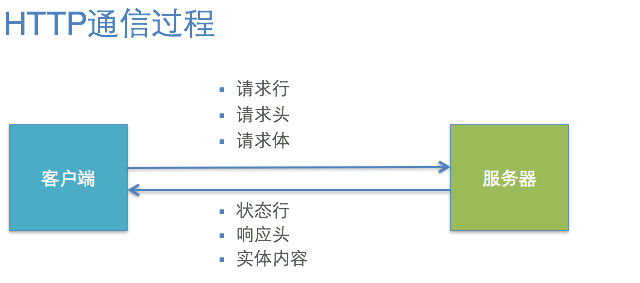 HTTP通信过程
▪ 请求行
▪ 请求头
▪ 请求体
客户端
服务器
▪ 状态行
▪ 响应头
▪ 实体内容